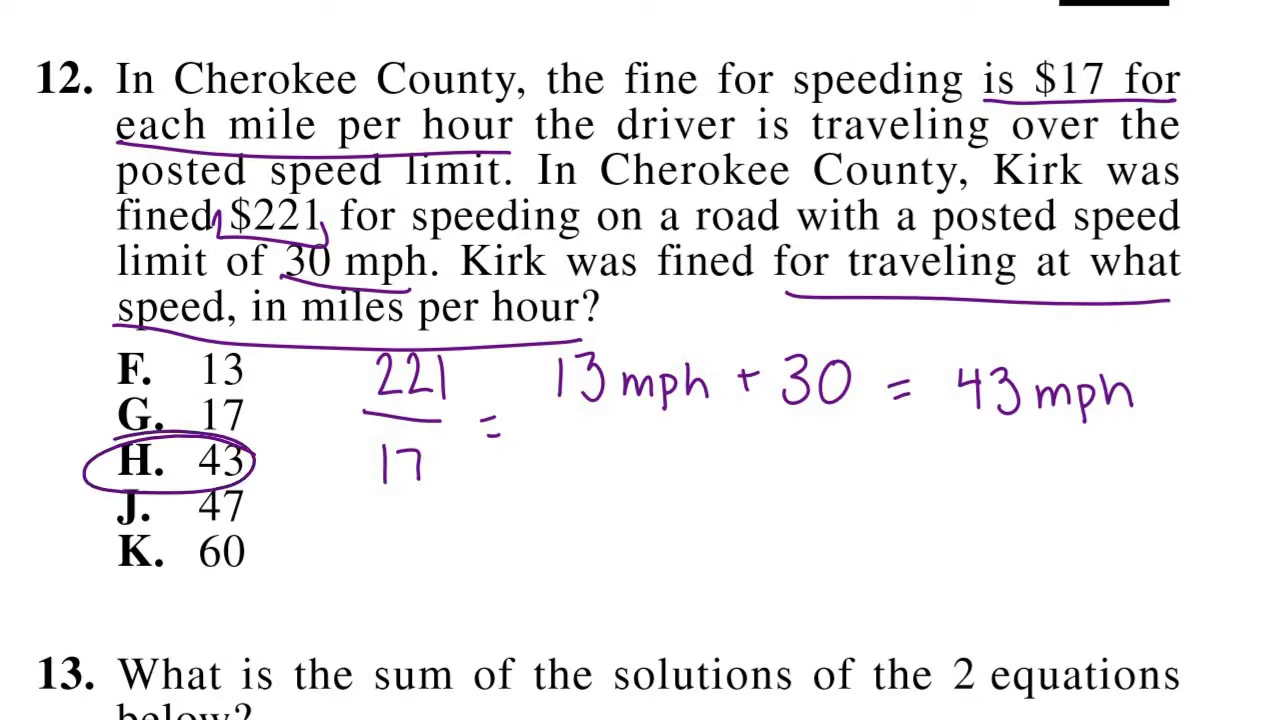 12. In Cherokee County, the fine for speeding is $17 for
each mile per hour the driver is traveling over the
posted speed limit. In Cherokee County, Kirk was
fined $221 for speeding on a road with a posted speed
limit of 30 mph. Kirk was fined for traveling at what
speed, in miles per hour?
F. 13
G. 17
H. 43
J. 47
K. 60
221
17
= 13 mph + 30 = 43 mph
13. What is the sum of the solutions of the 2 equations
below?